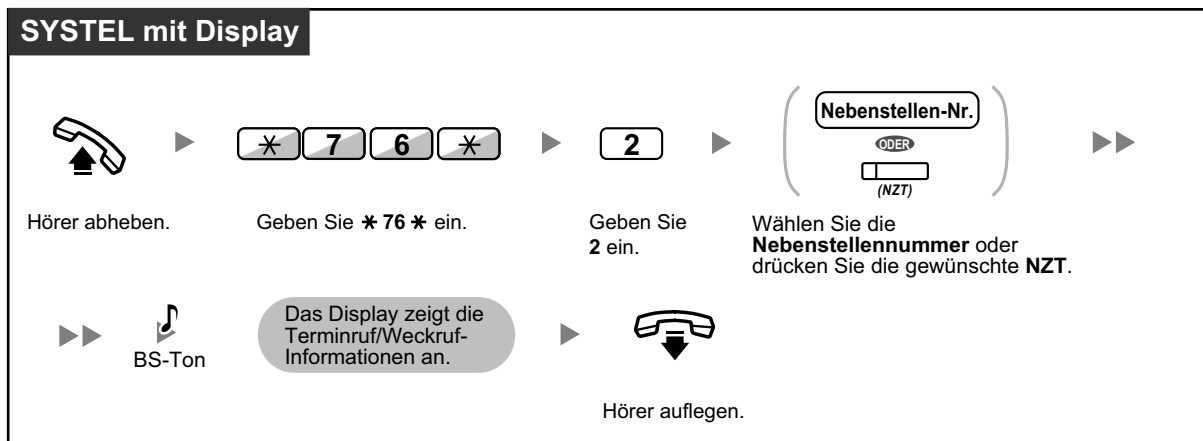 SYSTEL mit Display
* 7 6 *
2
Nebenstellen-Nr.
ODER
(NZT)
Hörer abheben.
Geben Sie * 76 * ein.
Geben Sie
2 ein.
Wählen Sie die
Nebenstellennummer oder
drücken Sie die gewünschte NZT.
BS-Ton
Das Display zeigt die
Terminruf/Weckruf-
Informationen an.
Hörer auflegen.